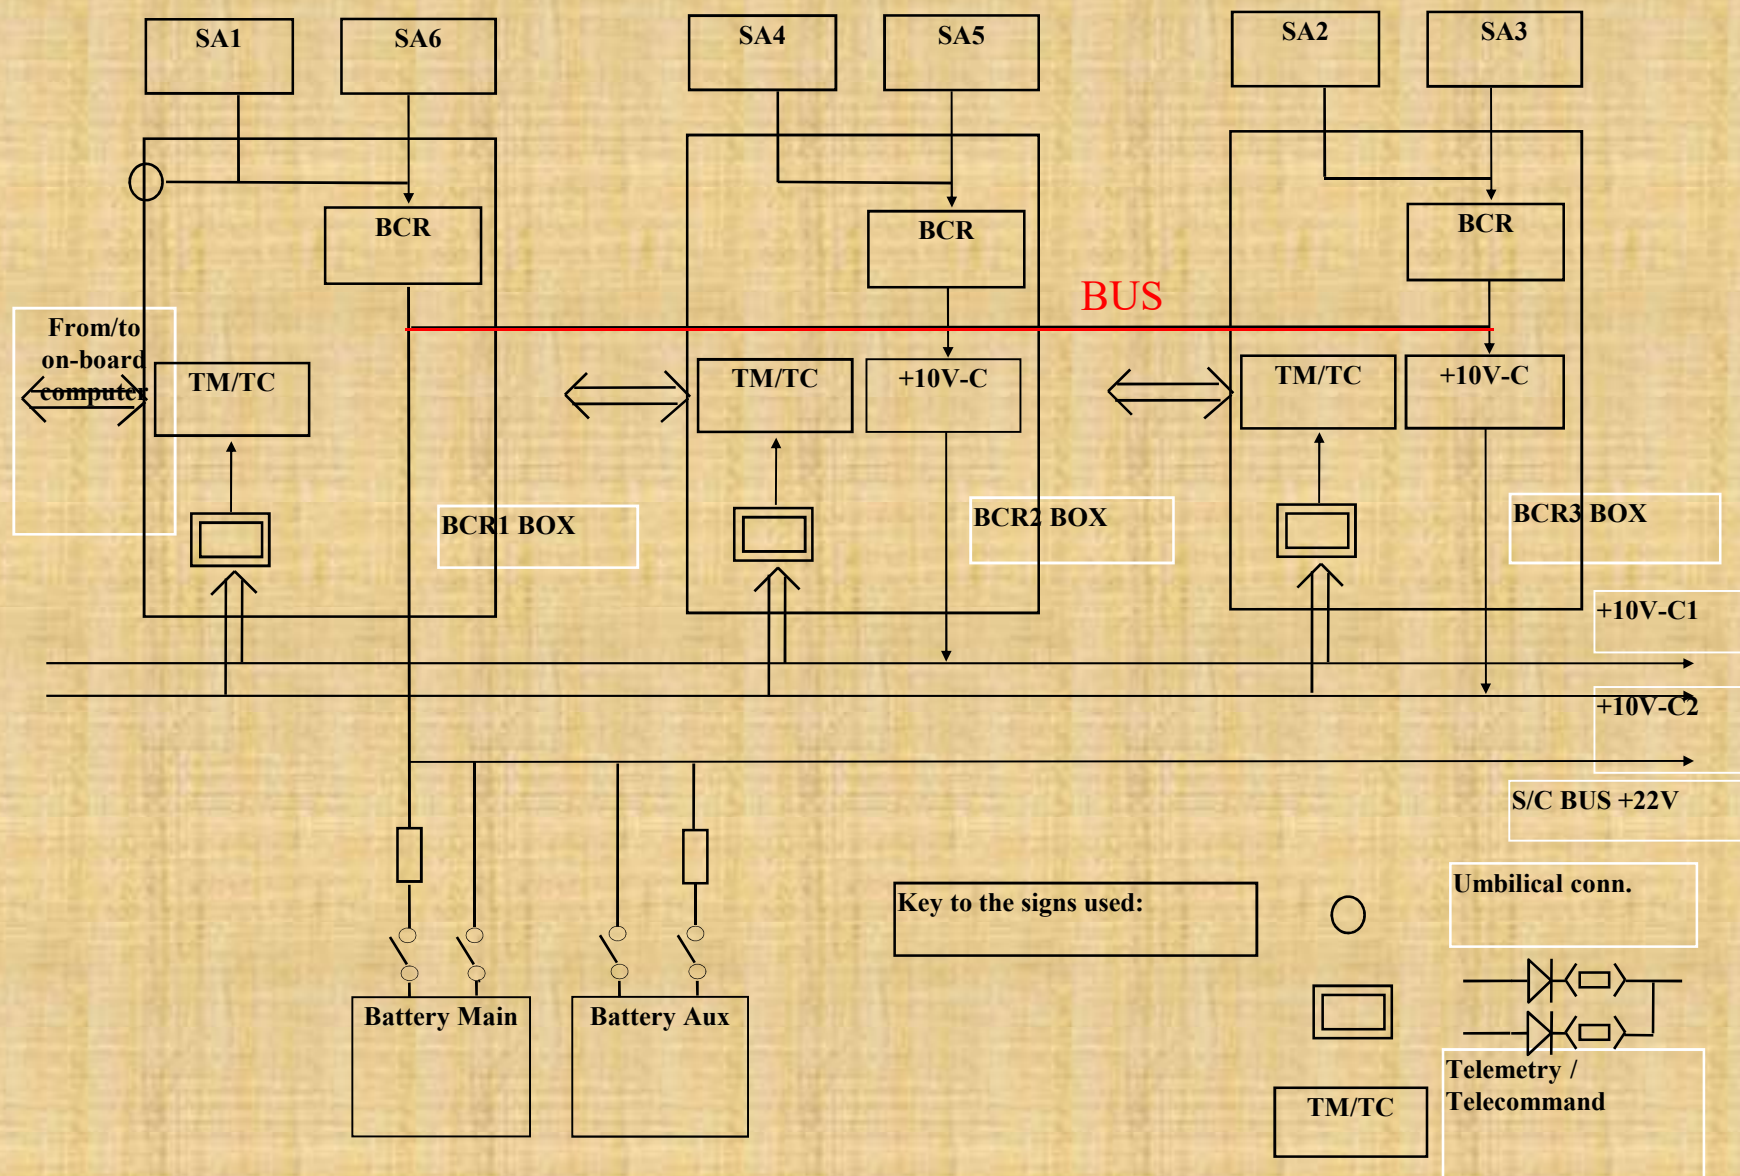 SA1
SA6
SA4
SA5
SA2
SA3
BCR
BCR
BCR
BUS
From/to
on-board
computer
TM/TC
TM/TC
+10V-C
TM/TC
+10V-C
BCR1 BOX
BCR2 BOX
BCR3 BOX
+10V-C1
+10V-C2
S/C BUS +22V
Key to the signs used:
Umbilical conn.
Battery Main
Battery Aux
Telemetry /
Telecommand
TM/TC